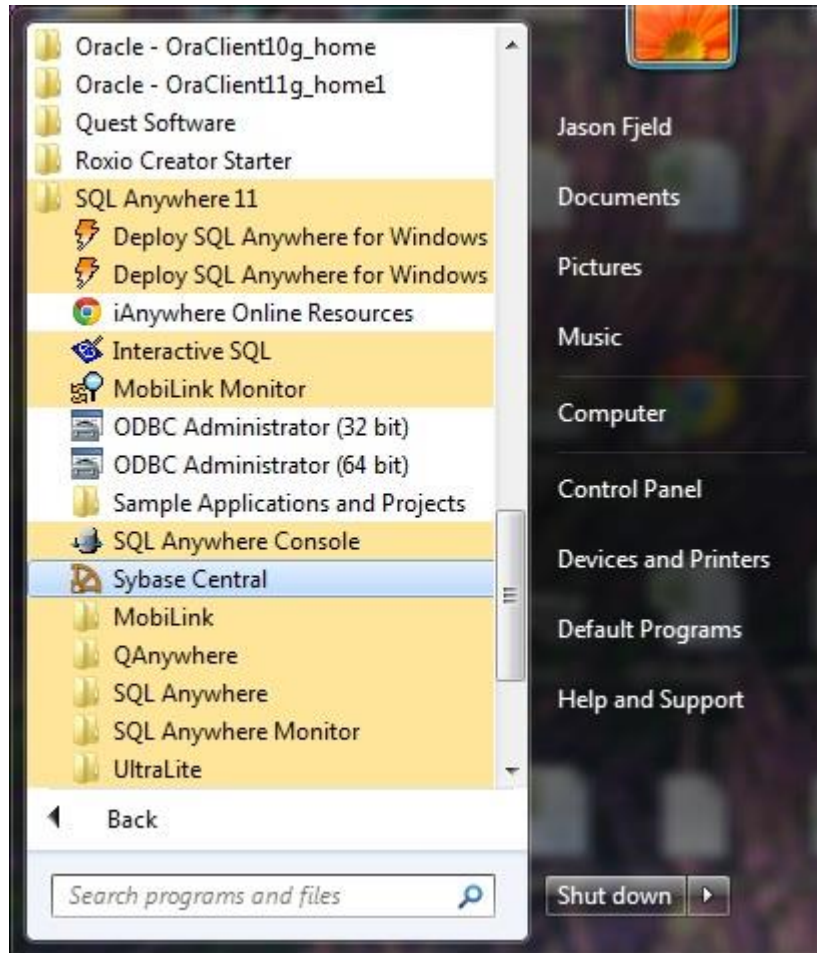 Oracle - OraClient10g_home
Oracle - OraClient11g_home1
Quest Software
Roxio Creator Starter
SQL Anywhere 11
Deploy SQL Anywhere for Windows
Deploy SQL Anywhere for Windows
iAnywhere Online Resources
Interactive SQL
MobiLink Monitor
ODBC Administrator (32 bit)
ODBC Administrator (64 bit)
Sample Applications and Projects
SQL Anywhere Console
Sybase Central
MobiLink
QAnywhere
SQL Anywhere
SQL Anywhere Monitor
UltraLite
Back
Search programs and files
Jason Fjeld
Documents
Pictures
Music
Computer
Control Panel
Devices and Printers
Default Programs
Help and Support
Shut down